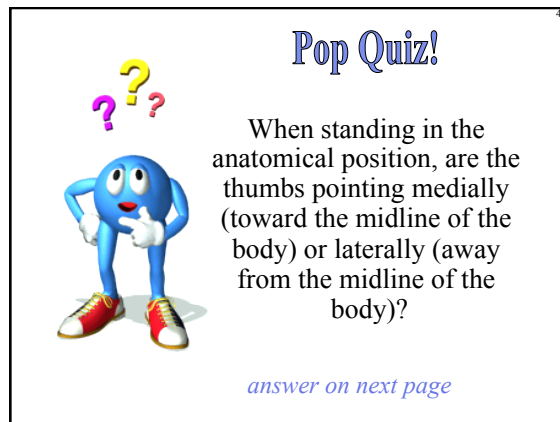 4
Pop Quiz!
? ? ?
When standing in the
anatomical position, are the
thumbs pointing medially
(toward the midline of the
body) or laterally (away
from the midline of the
body)?
answer on next page